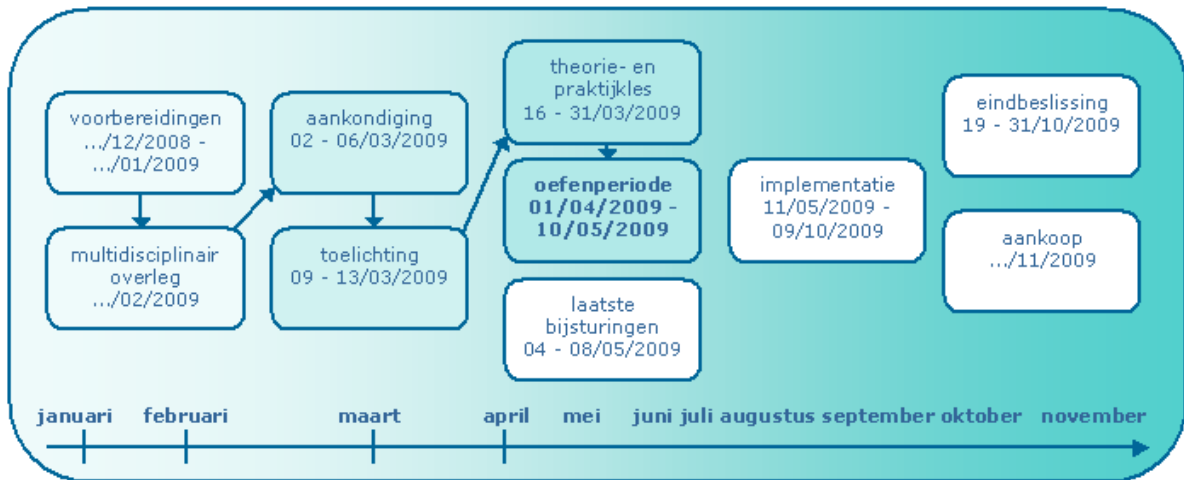 voorbereidingen
.../12/2008 -
.../01/2009
multidisciplinair
overleg
.../02/2009
aankondiging
02 - 06/03/2009
toelichting
09 - 13/03/2009
theorie- en
praktijkles
16 - 31/03/2009
oefenperiode
01/04/2009 -
10/05/2009
laatste
bijsturingen
04 - 08/05/2009
implementatie
11/05/2009 -
09/10/2009
eindbeslissing
19 - 31/10/2009
aankoop
.../11/2009
januari februari maart april mei juni juli augustus september oktober november